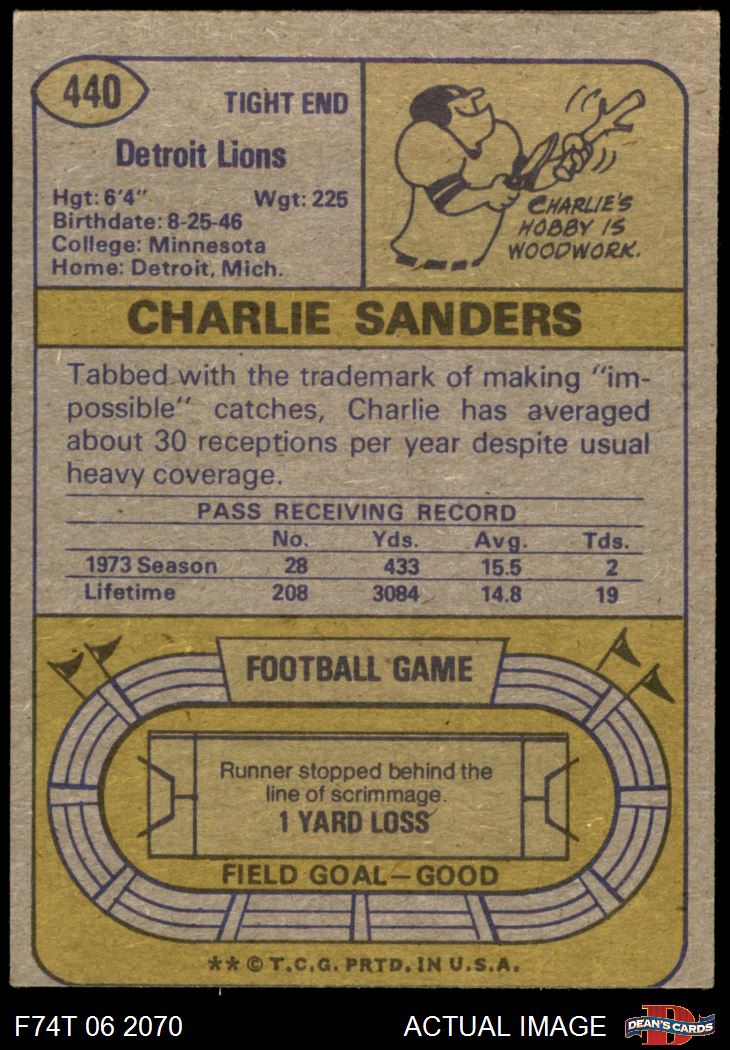 440
TIGHT END
Detroit Lions
Hgt: 6'4" Wgt: 225
Birthdate: 8-25-46
College: Minnesota
Home: Detroit, Mich.
CHARLIE'S
HOBBY IS
WOODWORK.
CHARLIE SANDERS
Tabbed with the trademark of making "im-
possible" catches, Charlie has averaged
about 30 receptions per year despite usual
heavy coverage.
PASS RECEIVING RECORD
No. Yds. Avg. Tds.
1973 Season 28 433 15.5 2
Lifetime 208 3084 14.8 19
FOOTBALL GAME
Runner stopped behind the
line of scrimmage.
1 YARD LOSS
FIELD GOAL—GOOD
** © T.C.G. PRTD. IN U.S.A.
F74T 06 2070 ACTUAL IMAGE
D
DEAN'S CARDS